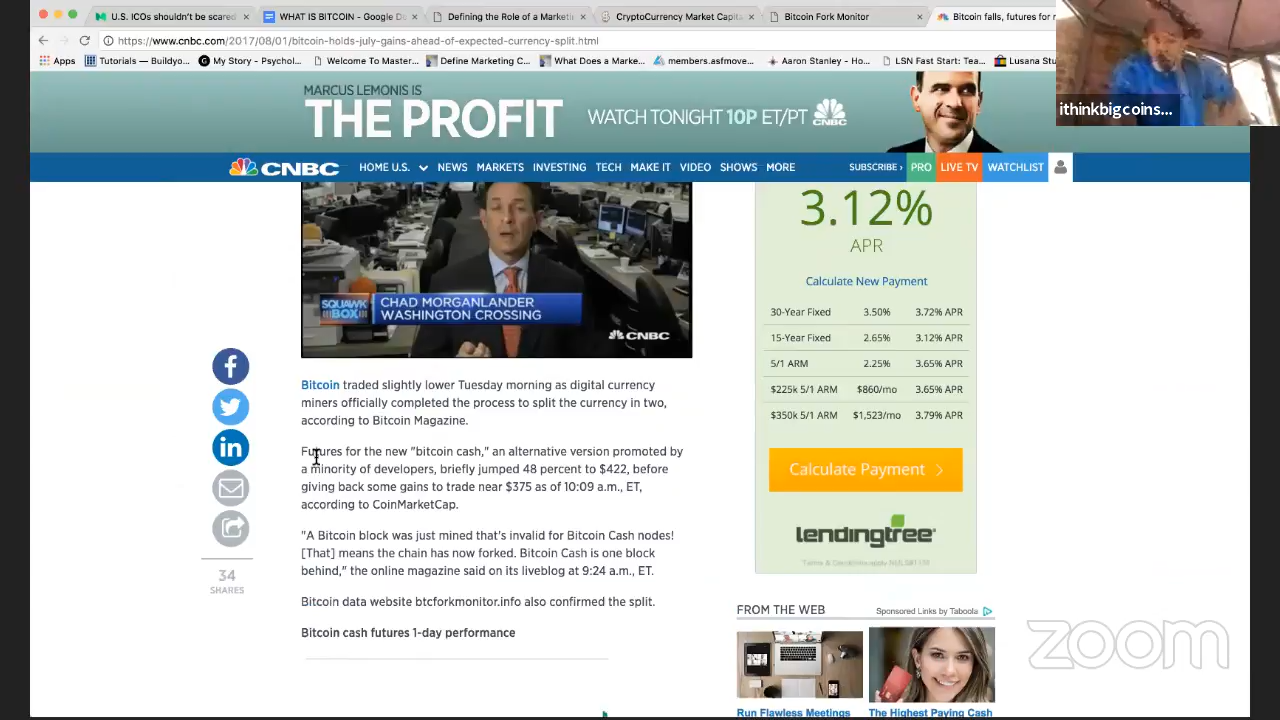 U.S. ICOs shouldn't be scared
WHAT IS BITCOIN - Google D
Defining the Role of a Marketi
CryptoCurrency Market Capita
Bitcoin Fork Monitor
Bitcoin falls, futures for n
https://www.cnbc.com/2017/08/01/bitcoin-holds-july-gains-ahead-of-expected-currency-split.html
Apps
Tutorials — Buildyo...
My Story - Psychol...
Welcome To Master...
Define Marketing C...
What Does a Marke...
members.asfmove...
Aaron Stanley - Ho...
LSN Fast Start: Tea...
Lusana Stu
ithinkbigcoins...
MARCUS LEMONIS IS
THE PROFIT
WATCH TONIGHT 10P ET/PT
CNBC
CNBC
HOME U.S. NEWS MARKETS INVESTING TECH MAKE IT VIDEO SHOWS MORE
SUBSCRIBE PRO LIVE TV WATCHLIST
SQUAWK BOX
CHAD MORGANLANDER
WASHINGTON CROSSING
CNBC
34
SHARES
Bitcoin traded slightly lower Tuesday morning as digital currency
miners officially completed the process to split the currency in two,
according to Bitcoin Magazine.
Futures for the new "bitcoin cash," an alternative version promoted by
a minority of developers, briefly jumped 48 percent to $422, before
giving back some gains to trade near $375 as of 10:09 a.m., ET,
according to CoinMarketCap.
"A Bitcoin block was just mined that's invalid for Bitcoin Cash nodes!
[That] means the chain has now forked. Bitcoin Cash is one block
behind," the online magazine said on its liveblog at 9:24 a.m., ET.
Bitcoin data website btcforkmonitor.info also confirmed the split.
Bitcoin cash futures 1-day performance
3.12%
APR
Calculate New Payment
30-Year Fixed 3.50% 3.72% APR
15-Year Fixed 2.65% 3.12% APR
5/1 ARM 2.25% 3.65% APR
$225k 5/1 ARM $860/mo 3.65% APR
$350k 5/1 ARM $1,523/mo 3.79% APR
Calculate Payment
lendingtree
FROM THE WEB
Sponsored Links by Taboola
Run Flawless Meetings
The Highest Paying Cash
zoom